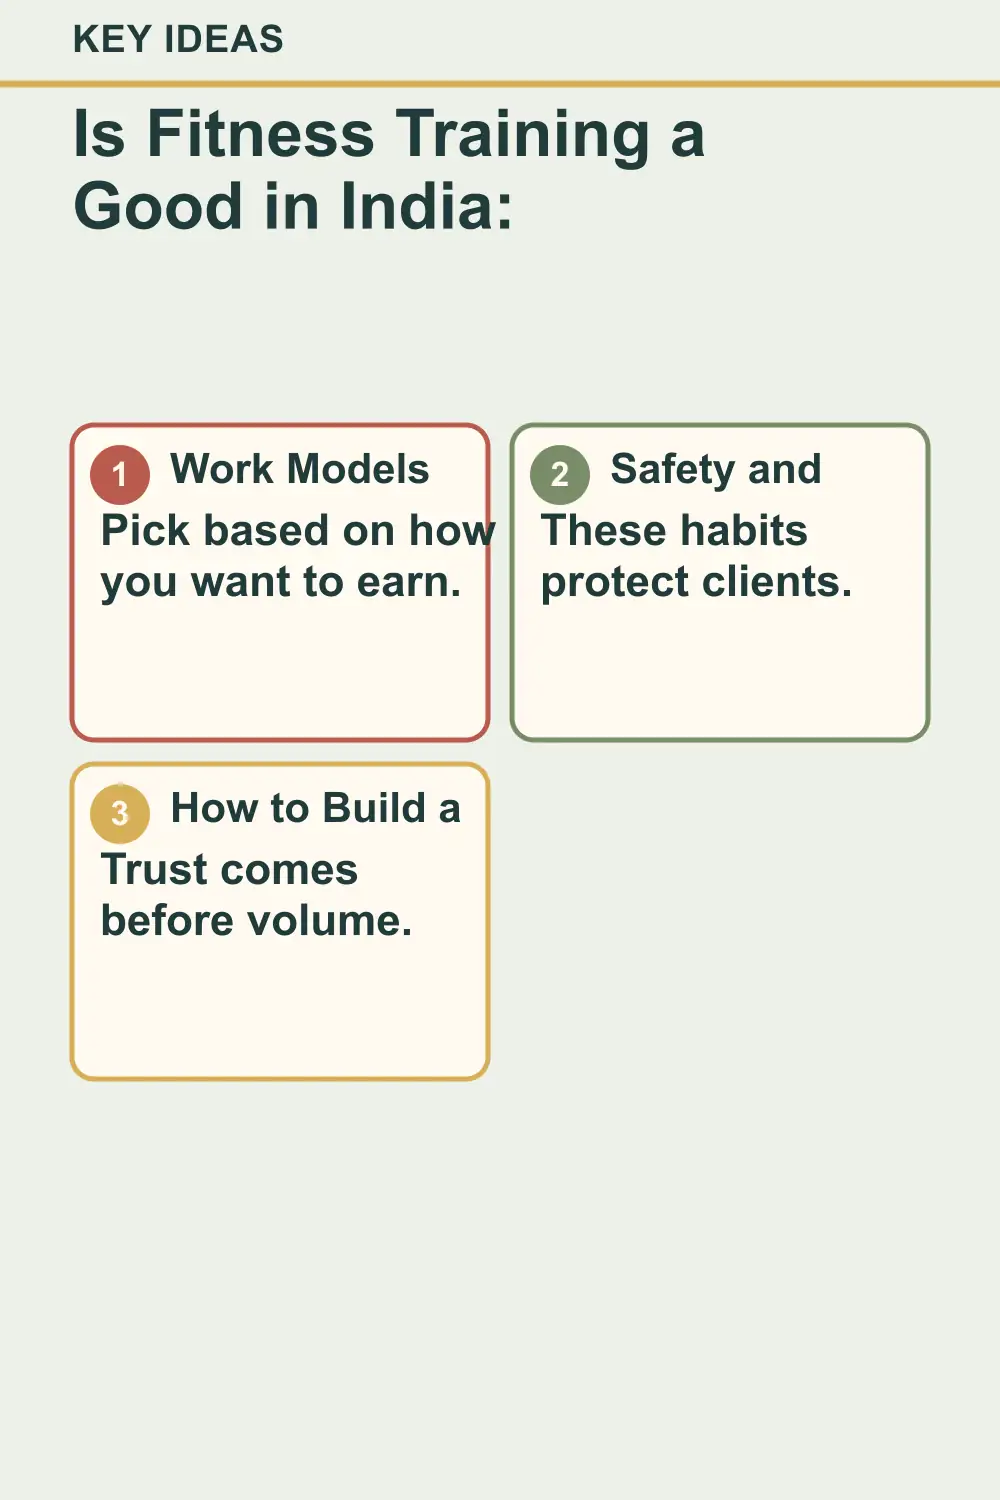 KEY IDEAS
Is Fitness Training a
Good in India:
1 Work Models
Pick based on how
you want to earn.
2 Safety and
These habits
protect clients.
3 How to Build a
Trust comes
before volume.